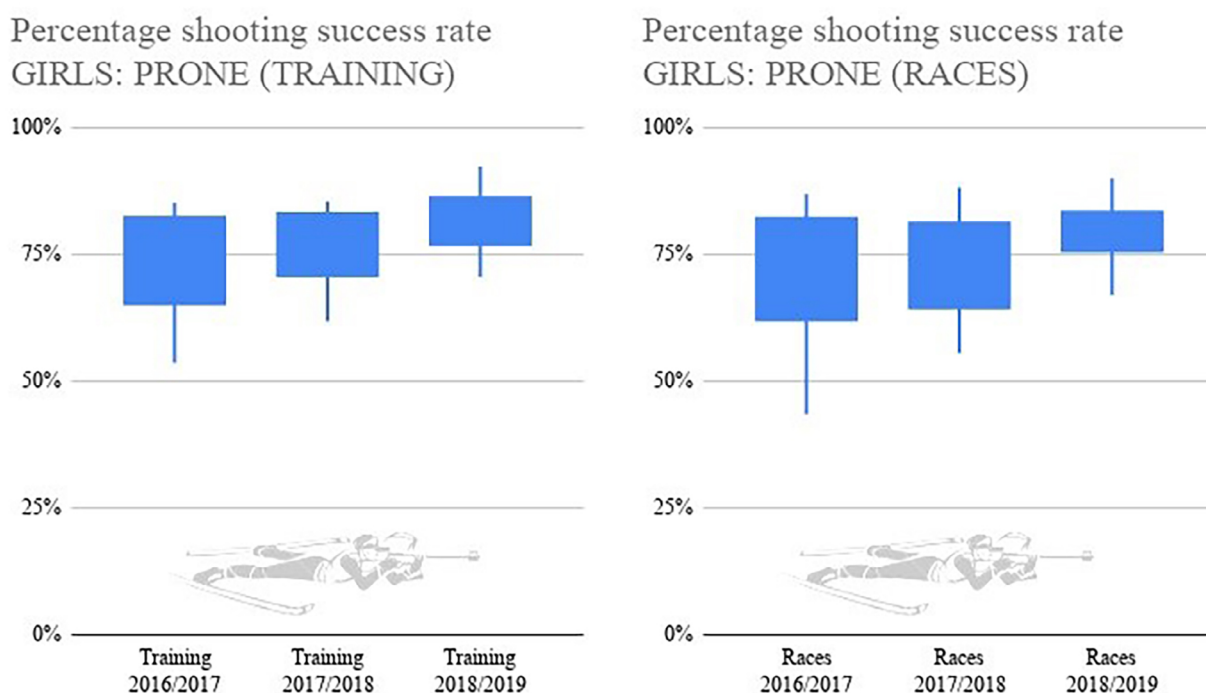 Percentage shooting success rate
GIRLS: PRONE (TRAINING)
100%
75%
50%
25%
0%
Training
2016/2017
Training
2017/2018
Training
2018/2019
Percentage shooting success rate
GIRLS: PRONE (RACES)
100%
75%
50%
25%
0%
Races
2016/2017
Races
2017/2018
Races
2018/2019